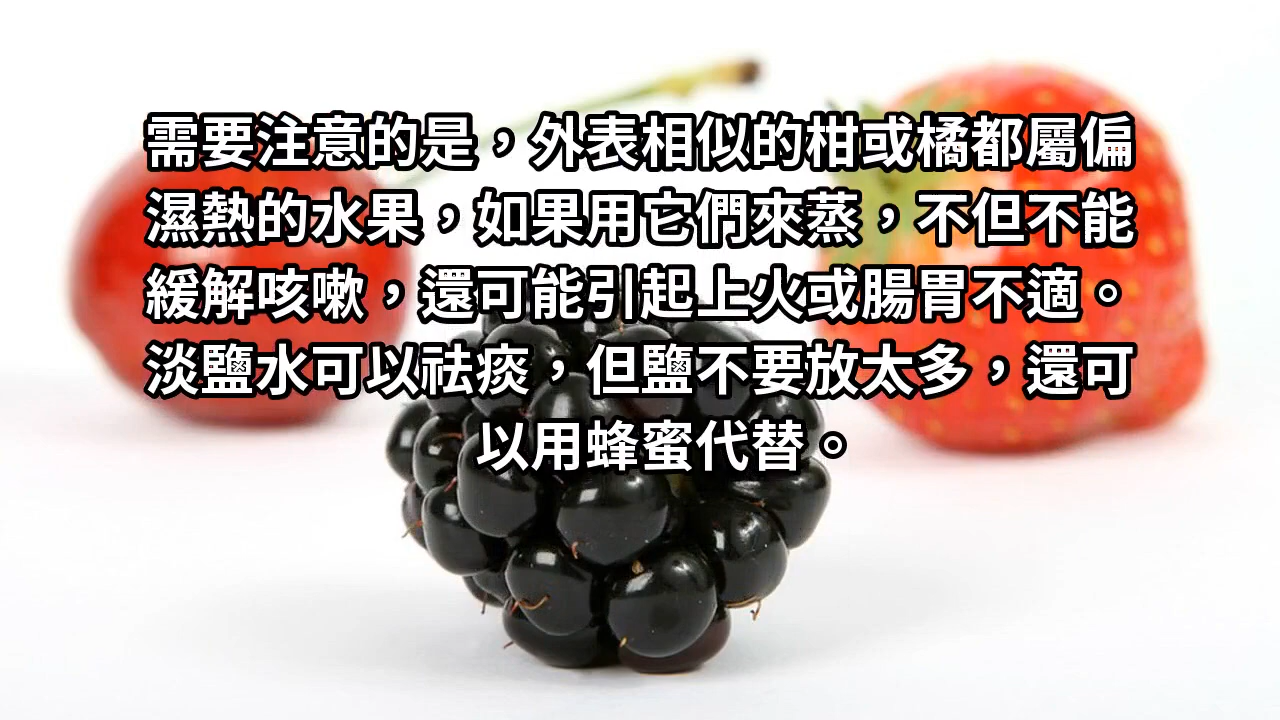 需要注意的是，外表相似的柑或橘都屬偏
濕熱的水果，如果用它們來蒸，不但不能
緩解咳嗽，還可能引起上火或腸胃不適。
淡鹽水可以祛痰，但鹽不要放太多，還可
以用蜂蜜代替。